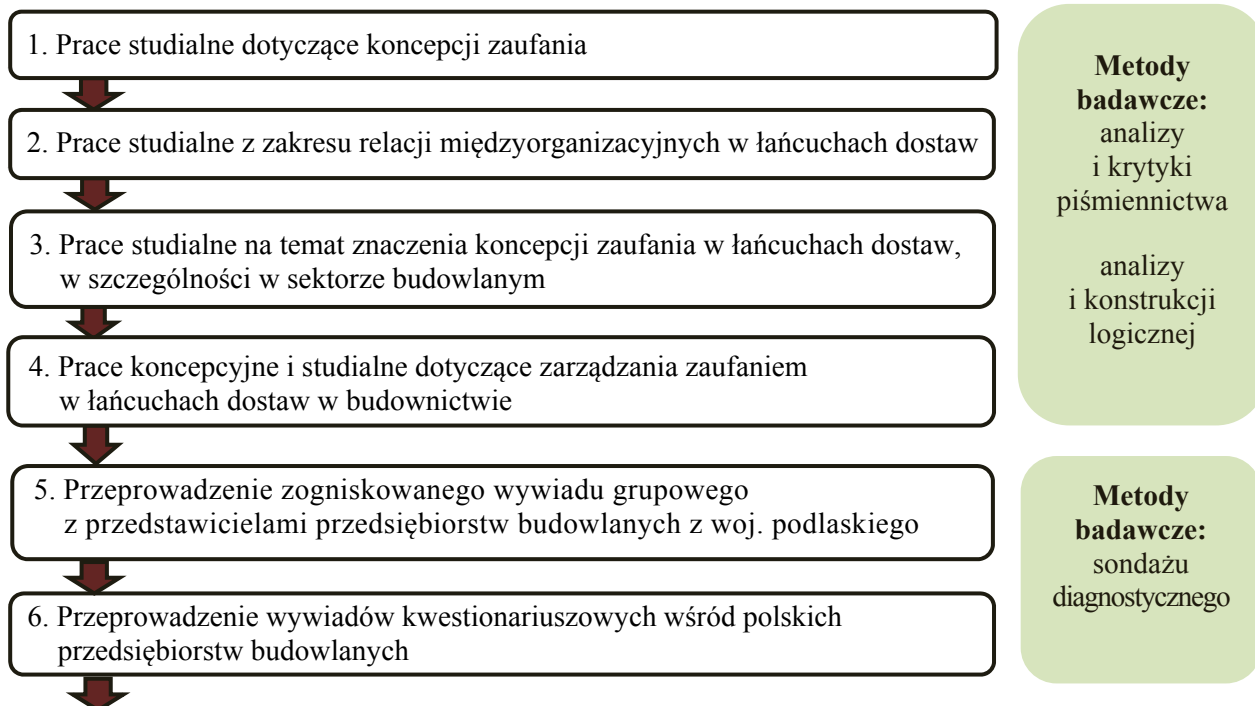 1. Prace studialne dotyczące koncepcji zaufania
2. Prace studialne z zakresu relacji międzyorganizacyjnych w łańcuchach dostaw
3. Prace studialne na temat znaczenia koncepcji zaufania w łańcuchach dostaw,
w szczególności w sektorze budowlanym
4. Prace koncepcyjne i studialne dotyczące zarządzania zaufaniem
w łańcuchach dostaw w budownictwie
Metody
badawcze:
analizy
i krytyki
piśmiennictwa
analizy
i konstrukcji
logicznej
5. Przeprowadzenie zogniskowanego wywiadu grupowego
z przedstawicielami przedsiębiorstw budowlanych z woj. podlaskiego
6. Przeprowadzenie wywiadów kwestionariuszowych wśród polskich
przedsiębiorstw budowlanych
Metody
badawcze:
sondażu
diagnostycznego